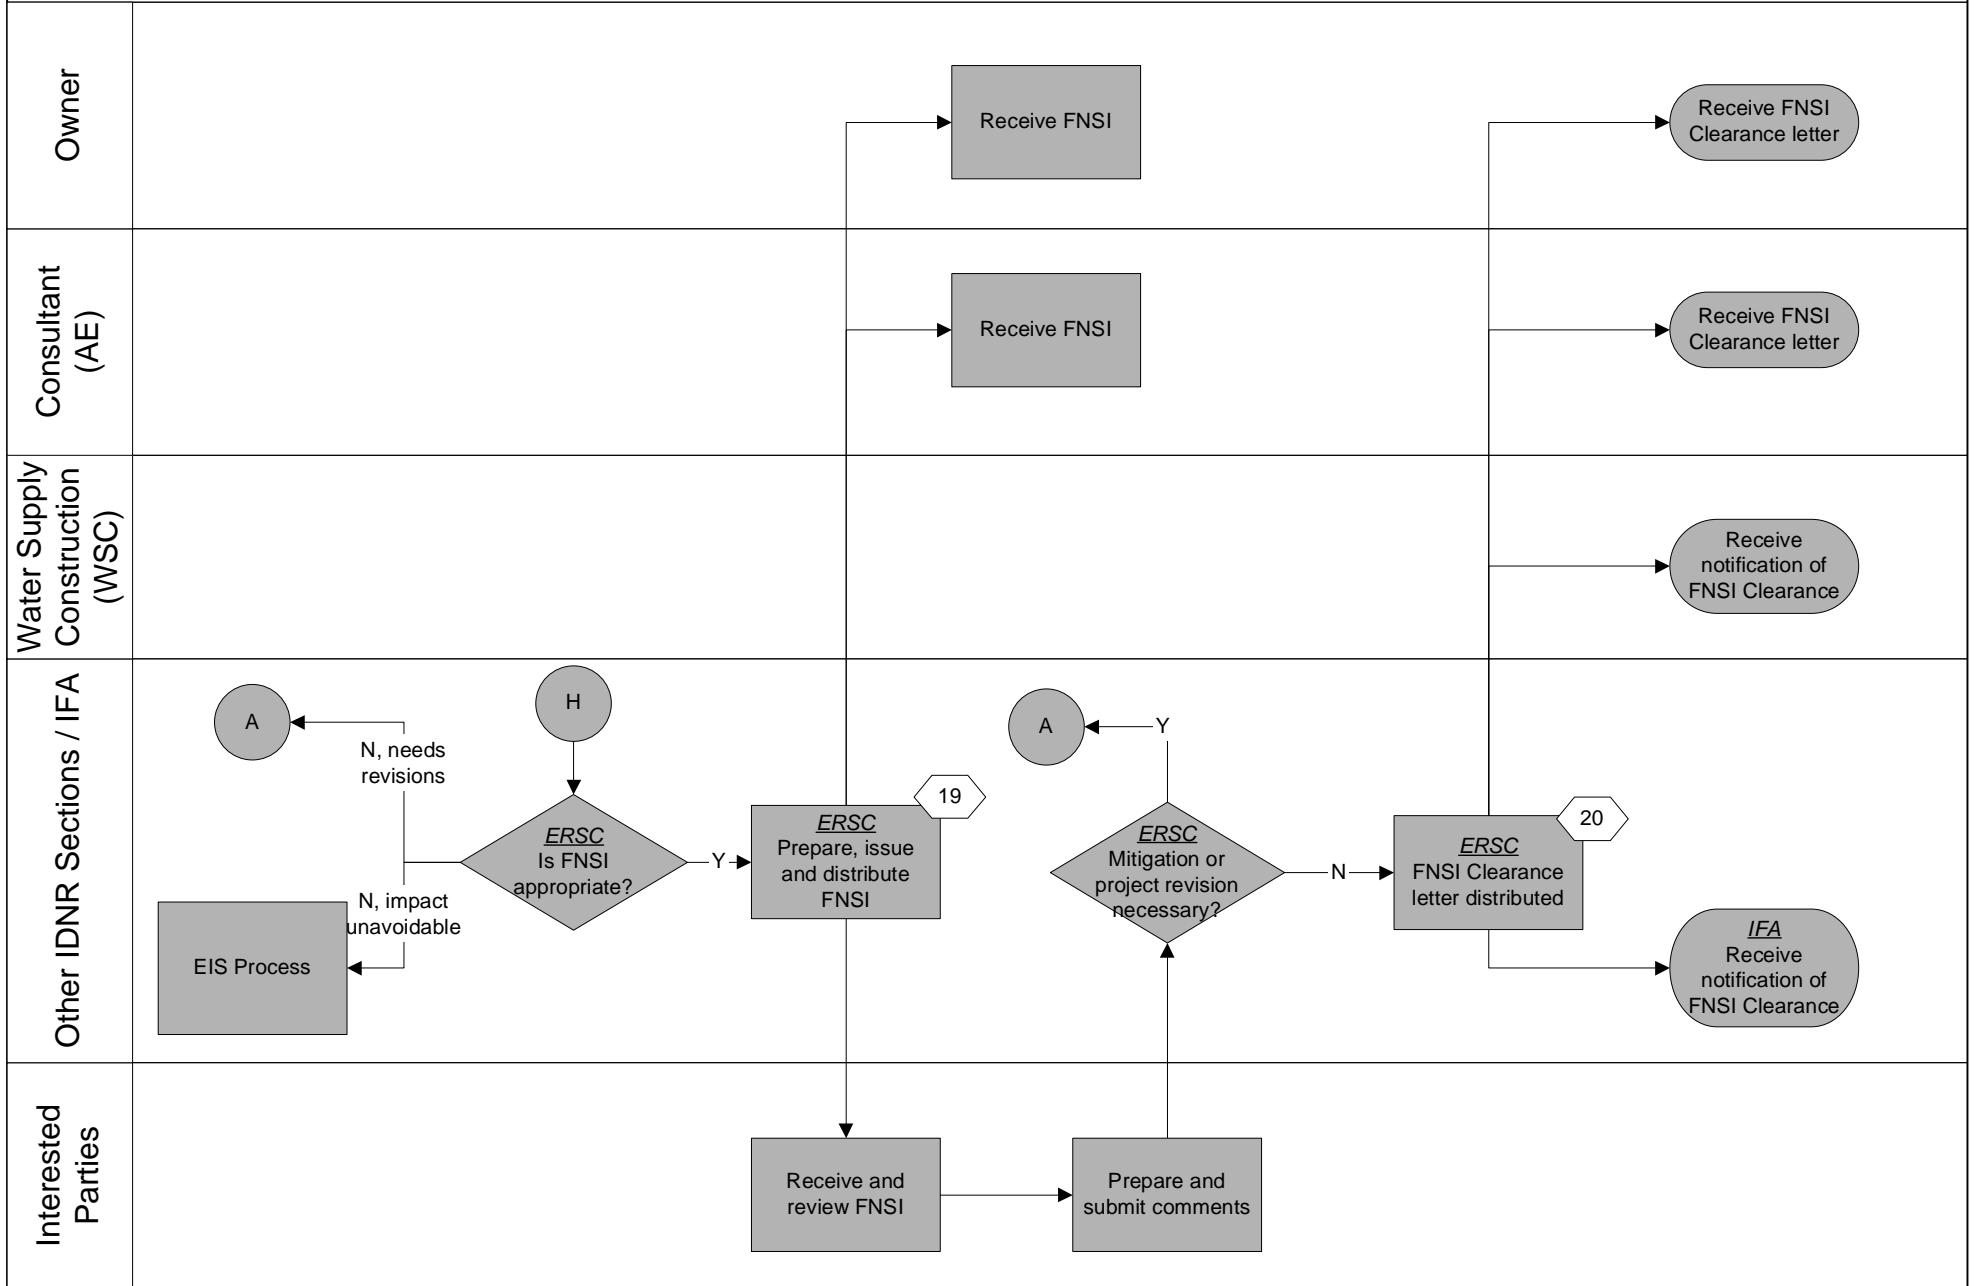 Owner
Receive FNSI
Receive FNSI
Clearance letter
Consultant
(AE)
Receive FNSI
Receive FNSI
Clearance letter
Water Supply
Construction
(WSC)
Receive
notification of
FNSI Clearance
Other IDNR Sections / IFA
A
N, needs
revisions
H
ERSC
Is FNSI
appropriate?
N, impact
unavoidable
EIS Process
Y
19
ERSC
Prepare, issue
and distribute
FNSI
A
Y
ERSC
Mitigation or
project revision
necessary?
N
20
ERSC
FNSI Clearance
letter distributed
IFA
Receive
notification of
FNSI Clearance
Interested
Parties
Receive and
review FNSI
Prepare and
submit comments